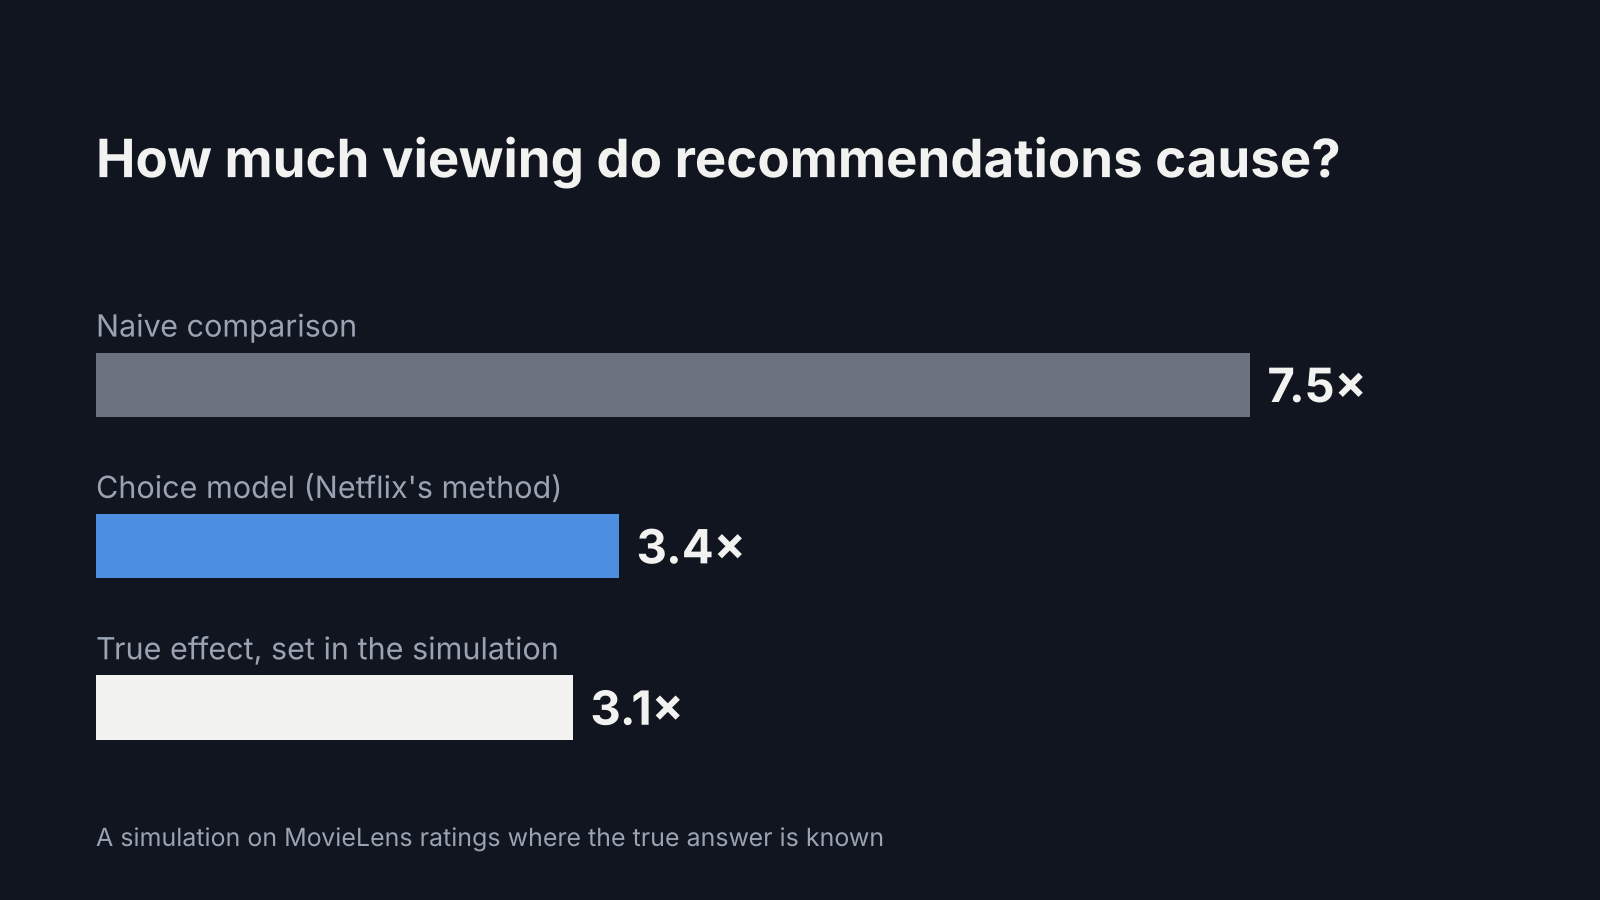 How much viewing do recommendations cause?
Naive comparison
7.5×
Choice model (Netflix's method)
3.4×
True effect, set in the simulation
3.1×
A simulation on MovieLens ratings where the true answer is known